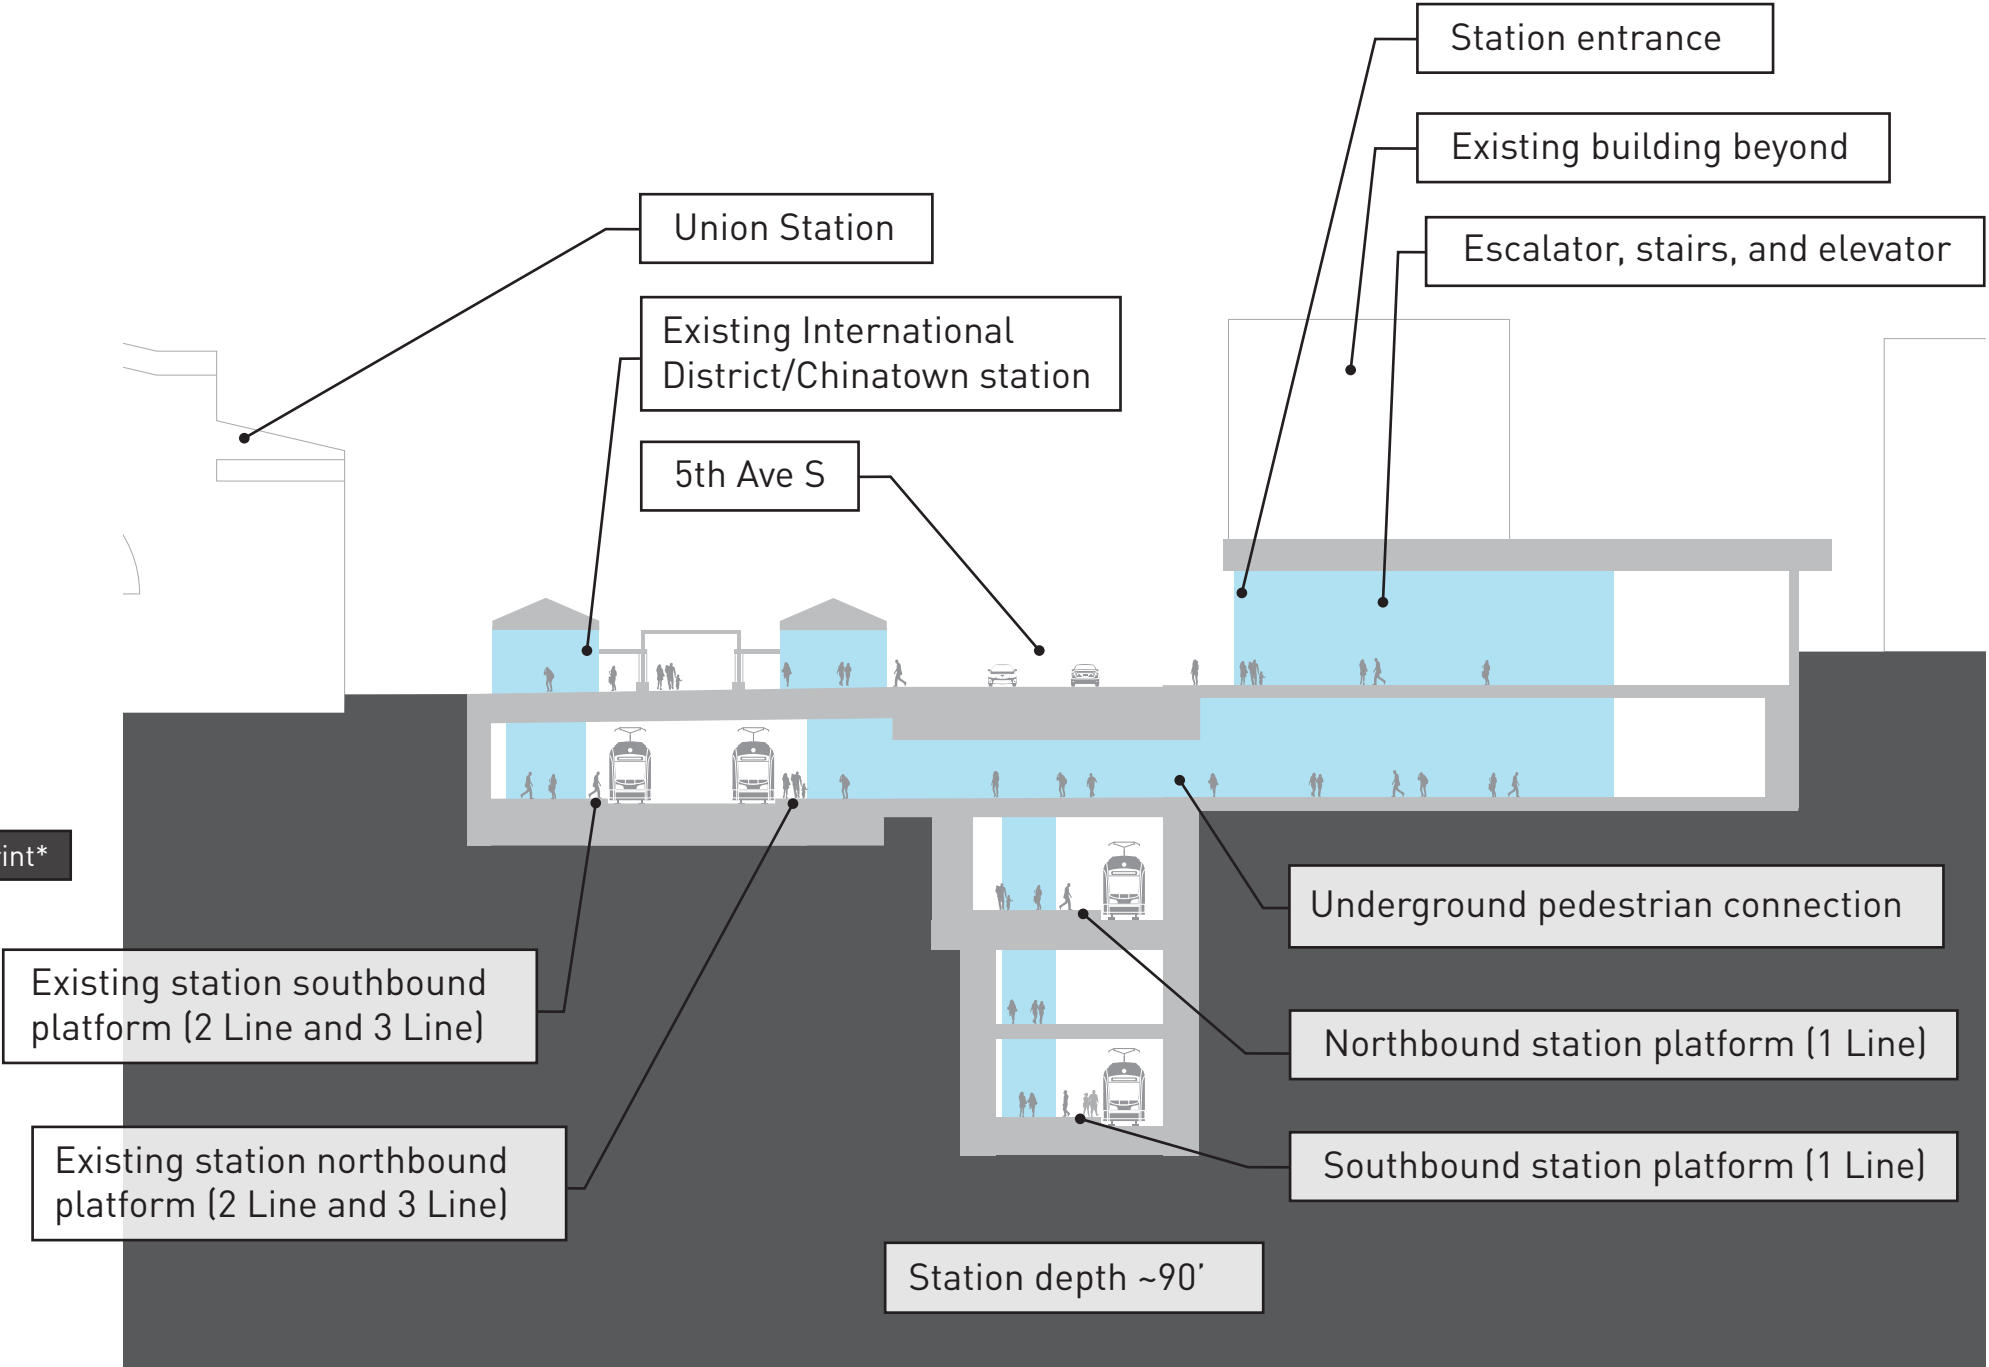 Station entrance
Existing building beyond
Union Station
Escalator, stairs, and elevator
Existing International
District/Chinatown station
5th Ave S
int*
Underground pedestrian connection
Existing station southbound
platform (2 Line and 3 Line)
Northbound station platform (1 Line)
Existing station northbound
platform (2 Line and 3 Line)
Southbound station platform (1 Line)
Station depth ~90’